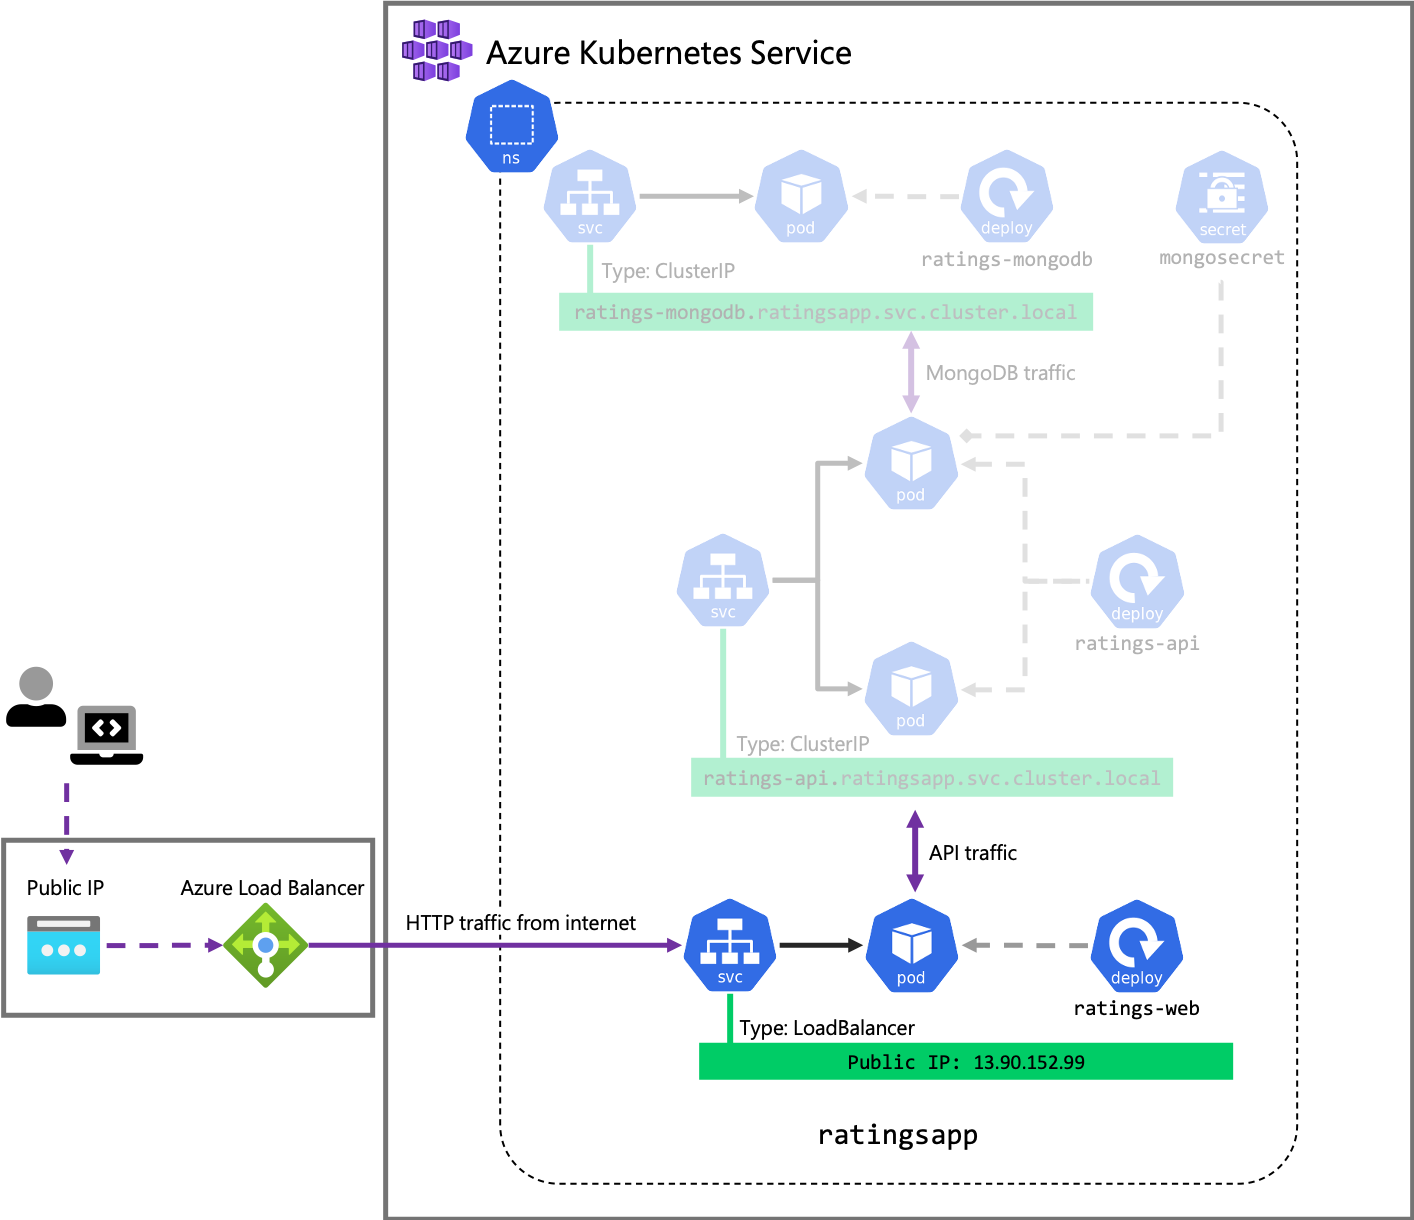 Azure Kubernetes Service
ns
svc
pod
deploy
secret
ratings-mongodb
mongosecret
Type: ClusterIP
ratings-mongodb.ratingsapp.svc.cluster.local
MongoDB traffic
pod
svc
deploy
ratings-api
pod
Type: ClusterIP
ratings-api.ratingsapp.svc.cluster.local
API traffic
Public IP
Azure Load Balancer
HTTP traffic from internet
svc
pod
deploy
ratings-web
Type: LoadBalancer
Public IP: 13.90.152.99
ratingsapp